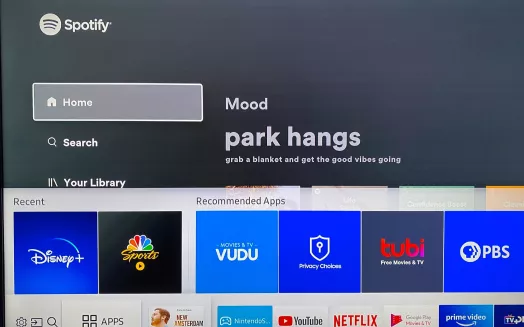 Spotify
Home
Search
Your Library
Mood
park hangs
grab a blanket and get the good vibes going
Recent
Recommended Apps
Disney+
Sports
MOVIES & TV
VUDU
Privacy Choices
tubi
Free Movies & TV
PBS
APPS
NEW
AMSTERDAM
NintendoS...
YouTube
NETFLIX
Google Play
Movies & TV
prime video
TV+